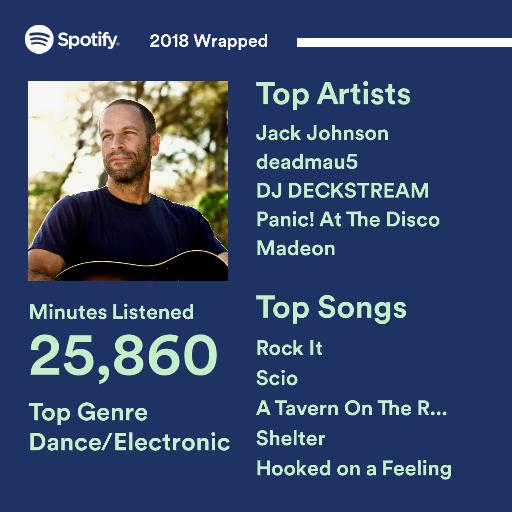 Spotify® 2018 Wrapped
Top Artists
Jack Johnson
deadmau5
DJ DECKSTREAM
Panic! At The Disco
Madeon
Minutes Listened
25,860
Top Genre
Dance/Electronic
Top Songs
Rock It
Scio
A Tavern On The R...
Shelter
Hooked on a Feeling